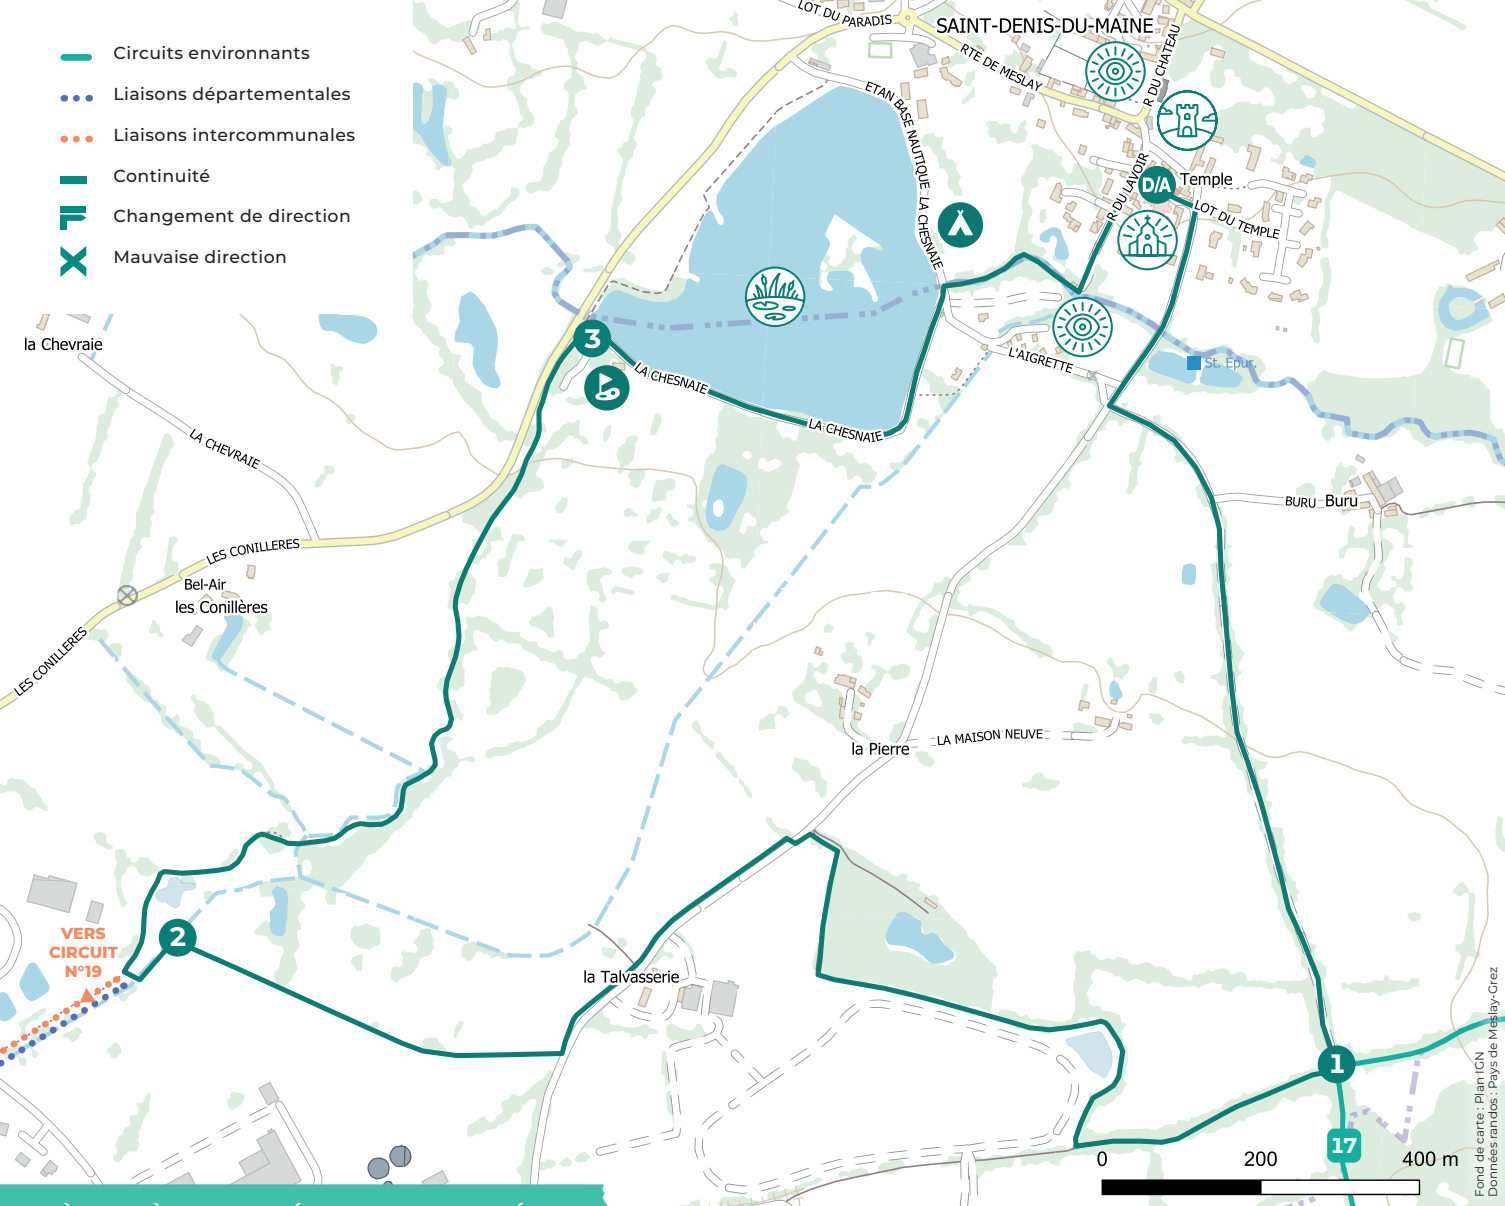 Circuits environnants
Liaisons départementales
Liaisons intercommunales
Continuité
Changement de direction
Mauvaise direction
LOT DU PARADIS
SAINT-DENIS-DU-MAINE
RTE DE MESLAY
R DU CHATEAU
ETAN BASE NAUTIQUE LA CHESNAIE
R DU LAVOIR
D/A
Temple
LOT DU TEMPLE
la Chevraie
3
LA CHESNAIE
L'AIGRETTE
St. Epur.
LA CHEVRAIE
LA CHESNAIE
BURU
Buru
LES CONILLERES
Bel-Air
les Conillères
LES CONILLERES
la Pierre
LA MAISON NEUVE
VERS
CIRCUIT
N°19
2
la Talvasserie
1
17
0 200 400 m
Fond de carte : Plan IGN
Données randos : Pays de Meslay-Grez